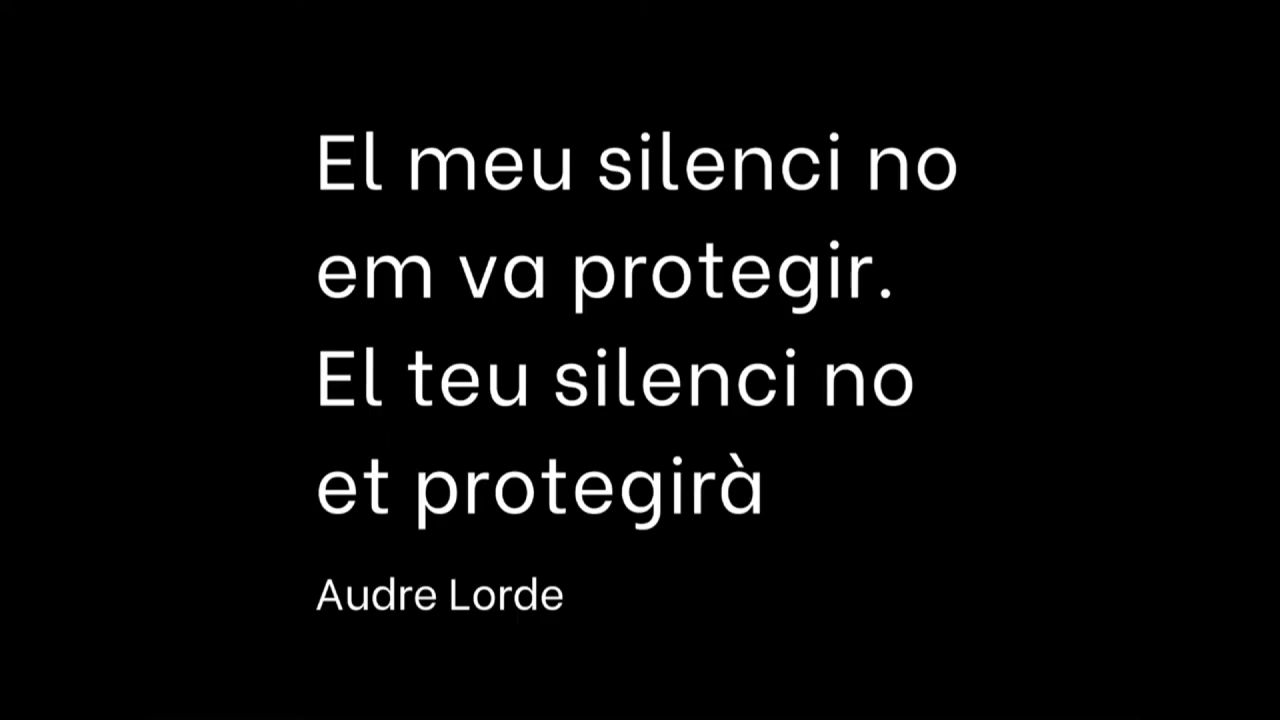 El meu silenci no
em va protegir.
El teu silenci no
et protegirà
Audre Lorde